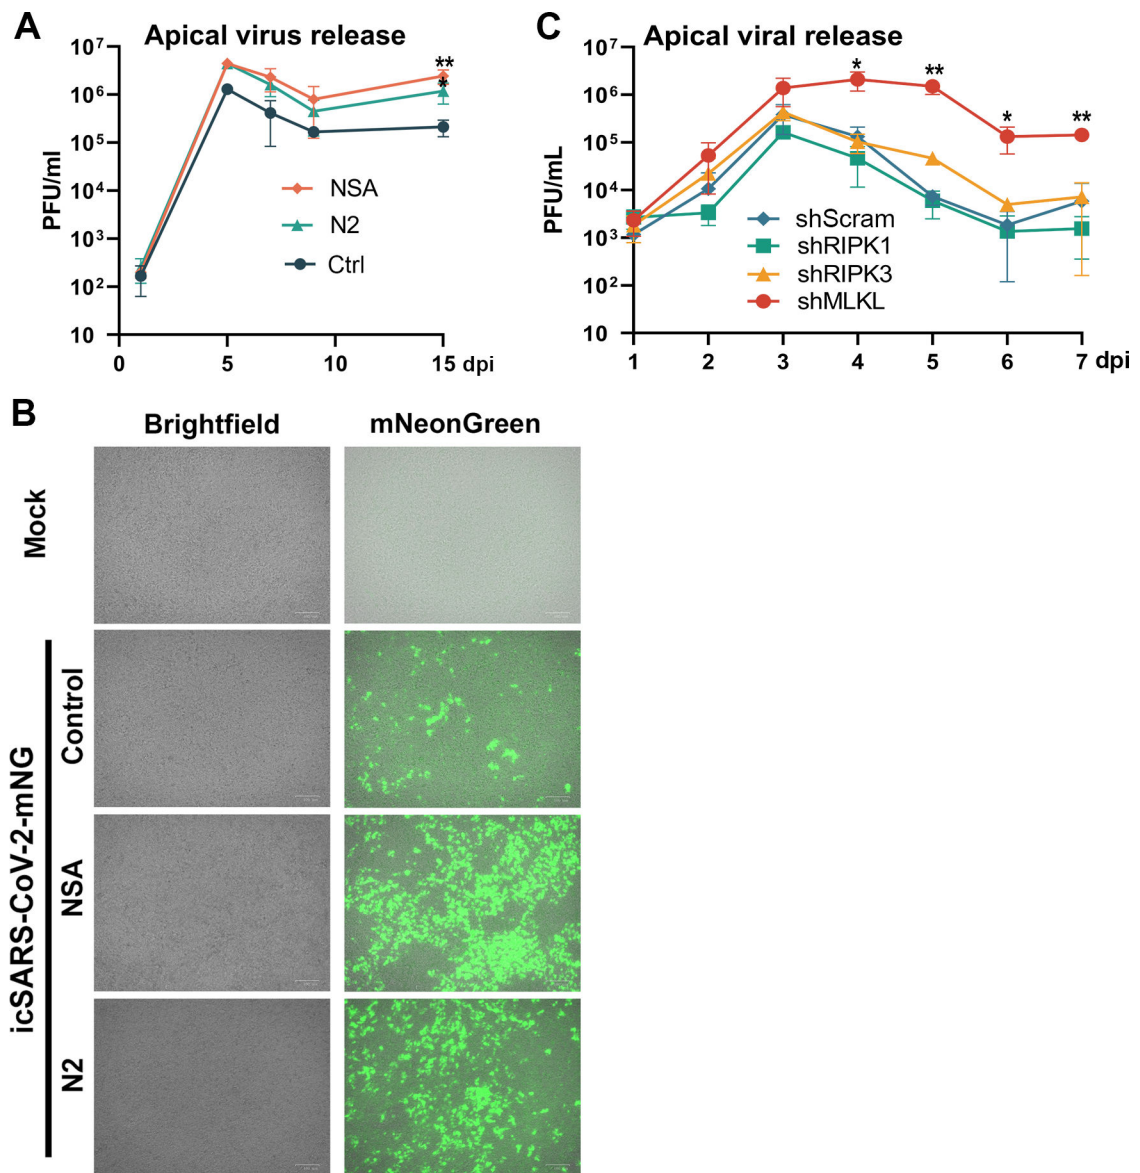 A
Apical virus release
PFU/ml
10⁷
10⁶
10⁵
10⁴
10³
10²
10
**
*
NSA
N2
Ctrl
0
5
10
15 dpi
C
Apical viral release
PFU/mL
10⁷
10⁶
10⁵
10⁴
10³
10²
10
*
**
*
**
shScram
shRIPK1
shRIPK3
shMLKL
1
2
3
4
5
6
7 dpi
B
Brightfield
mNeonGreen
Mock
icSARS-CoV-2-mNG
Control
NSA
N2